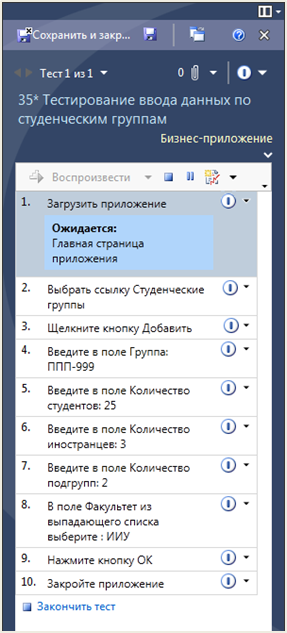 Сохранить и закр...
Тест 1 из 1
0
35* Тестирование ввода данных по
студенческим группам
Бизнес-приложение
Воспроизвести
1. Загрузить приложение
Ожидается:
Главная страница
приложения
2. Выбрать ссылку Студенческие
группы
3. Щелкните кнопку Добавить
4. Введите в поле Группа:
ППП-999
5. Введите в поле Количество
студентов: 25
6. Введите в поле Количество
иностранцев: 3
7. Введите в поле Количество
подгрупп: 2
8. В поле Факультет из
выпадающего списка
выберите : ИИУ
9. Нажмите кнопку ОК
10. Закройте приложение
Закончить тест